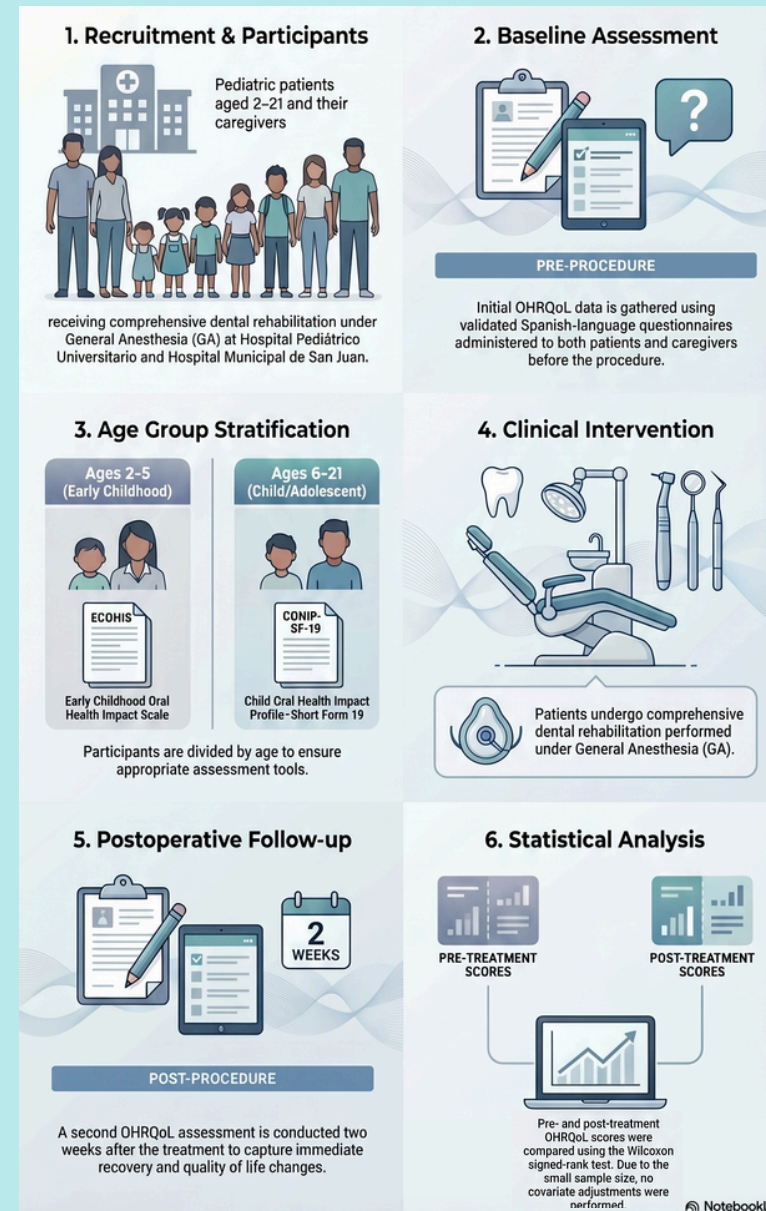 1. Recruitment & Participants
Pediatric patients
aged 2–21 and their
caregivers
receiving comprehensive dental rehabilitation under
General Anesthesia (GA) at Hospital Pediátrico
Universitario and Hospital Municipal de San Juan.
2. Baseline Assessment
?
PRE-PROCEDURE
Initial OHRQoL data is gathered using
validated Spanish-language questionnaires
administered to both patients and caregivers
before the procedure.
3. Age Group Stratification
Ages 2–5
(Early Childhood)
ECOHIS
Early Childhood Oral
Health Impact Scale
Ages 6–21
(Child/Adolescent)
CONIP-
SF-19
Child Gral Health Impact
Profile–Short Form 19
Participants are divided by age to ensure
appropriate assessment tools.
4. Clinical Intervention
Patients undergo comprehensive
dental rehabilitation performed
under General Anesthesia (GA).
5. Postoperative Follow-up
2
WEEKS
POST-PROCEDURE
A second OHRQoL assessment is conducted two
weeks after the treatment to capture immediate
recovery and quality of life changes.
6. Statistical Analysis
PRE-TREATMENT
SCORES
POST-TREATMENT
SCORES
Pre- and post-treatment
OHRQoL scores were
compared using the Wilcoxon
signed-rank test. Due to the
small sample size, no
covariate adjustments were
performed.
NotebookL